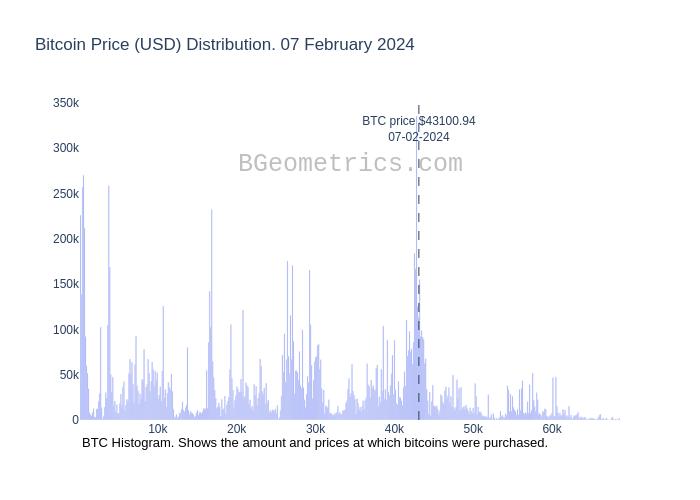 Bitcoin Price (USD) Distribution. 07 February 2024
350k
BTC price $43100.94
07-02-2024
300k
BGeometrics.com
250k
200k
150k
100k
50k
0
10k 20k 30k 40k 50k 60k
BTC Histogram. Shows the amount and prices at which bitcoins were purchased.